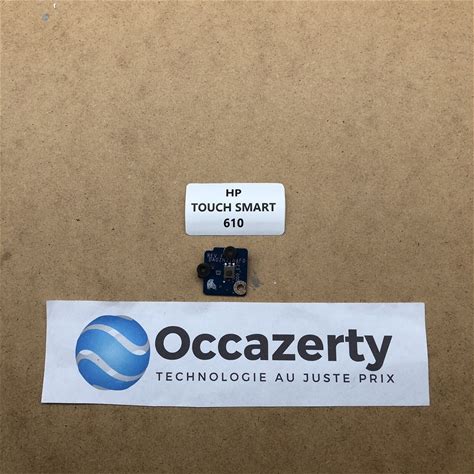 HP
TOUCH SMART
610
Occazerty
TECHNOLOGIE AU JUSTE PRIX